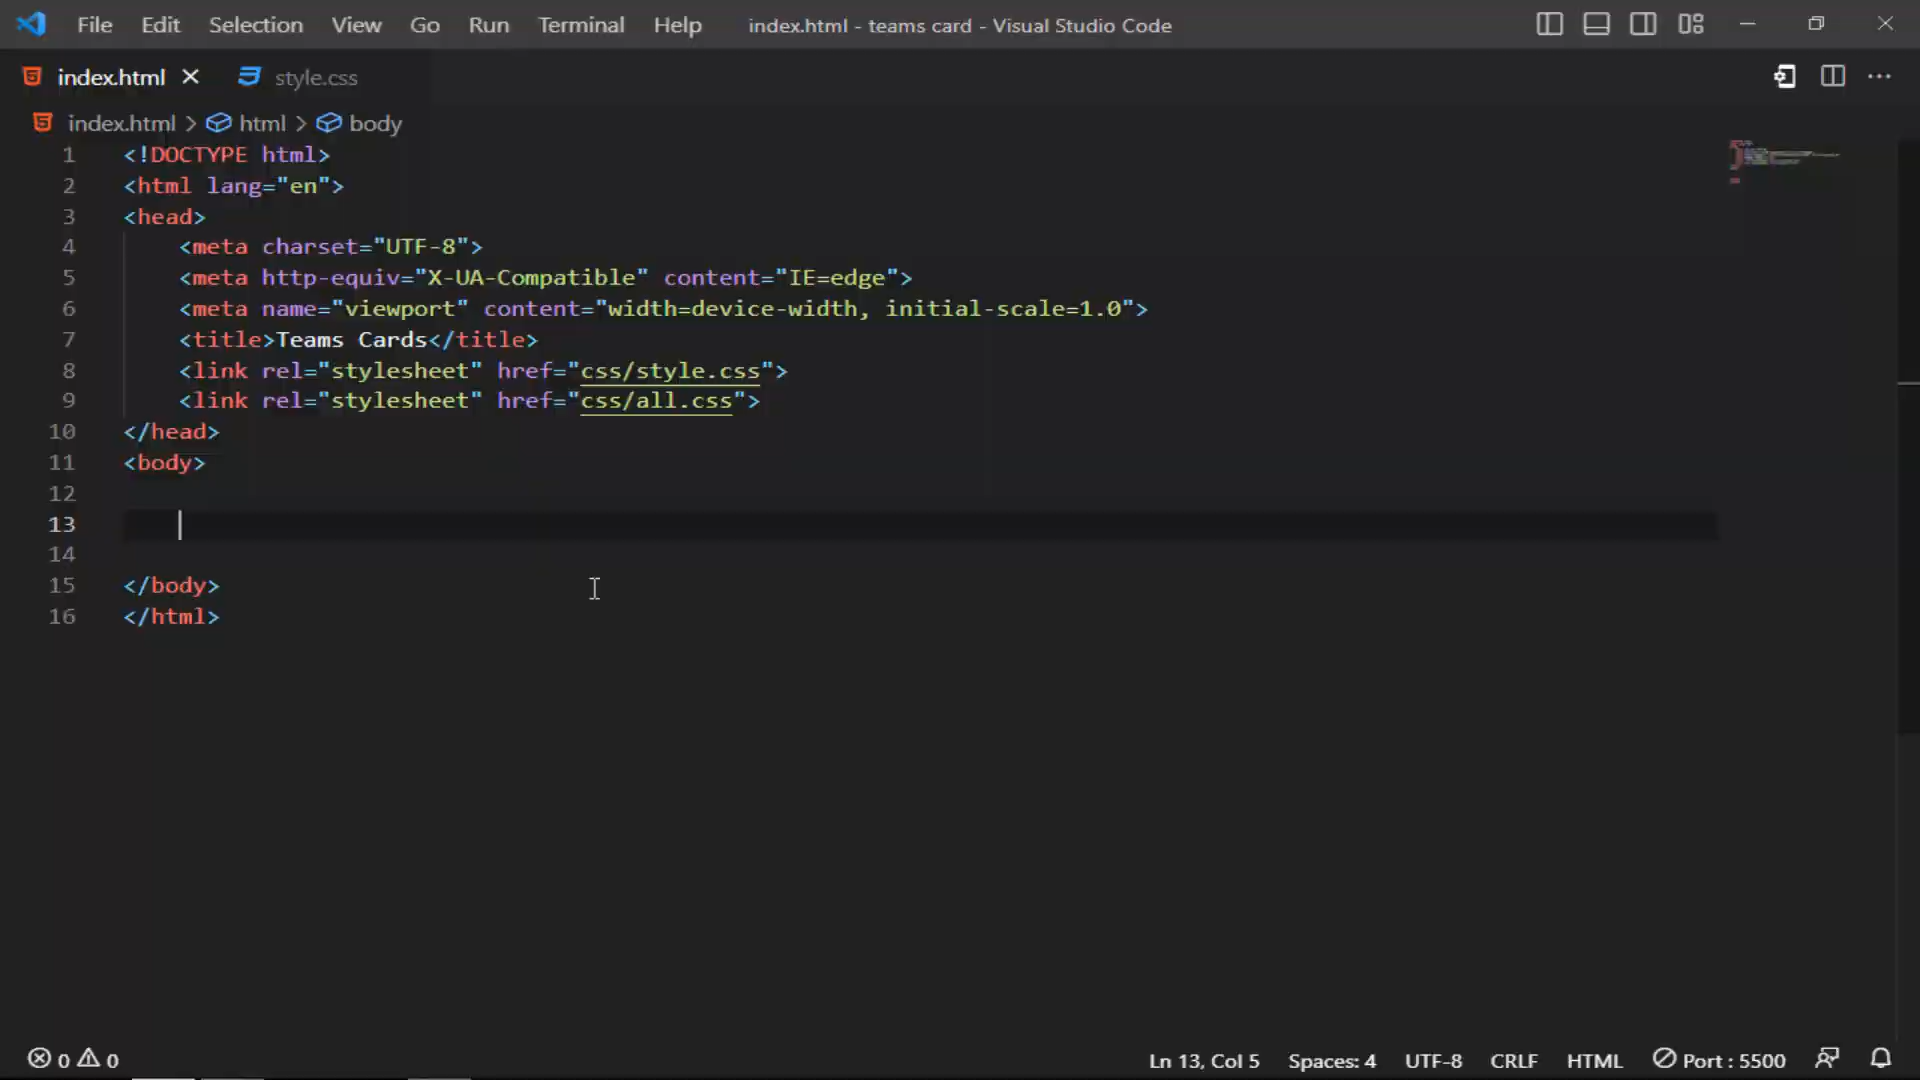 File Edit Selection View Go Run Terminal Help index.html - teams card - Visual Studio Code
index.html style.css
index.html > html > body
1 <!DOCTYPE html>
2 <html lang="en">
3 <head>
4 <meta charset="UTF-8">
5 <meta http-equiv="X-UA-Compatible" content="IE=edge">
6 <meta name="viewport" content="width=device-width, initial-scale=1.0">
7 <title>Teams Cards</title>
8 <link rel="stylesheet" href="css/style.css">
9 <link rel="stylesheet" href="css/all.css">
10 </head>
11 <body>
12
13
14
15 </body>
16 </html>
0 0 Ln 13, Col 5 Spaces: 4 UTF-8 CRLF HTML Port : 5500